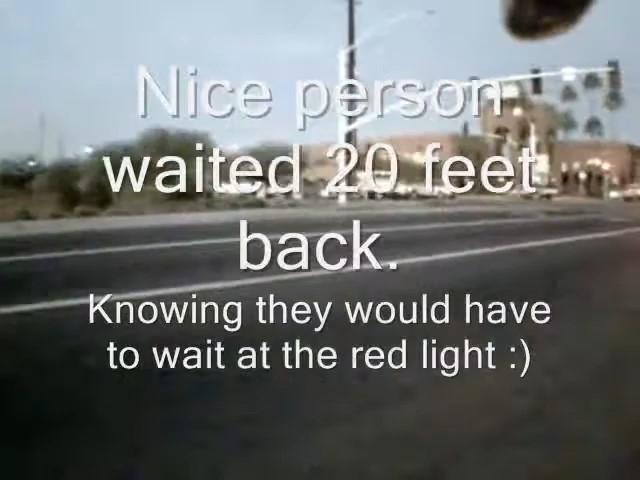 Nice person
waited 20 feet
back.
Knowing they would have
to wait at the red light :)